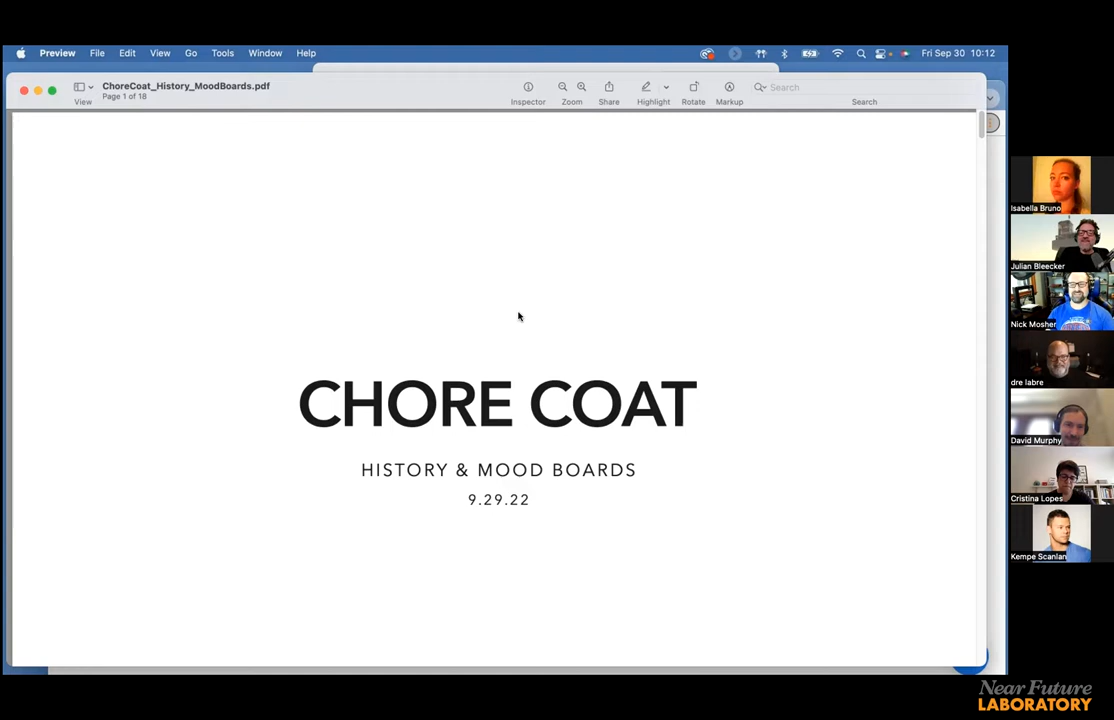 Preview File Edit View Go Tools Window Help
Fri Sep 30 10:12
ChoreCoat_History_MoodBoards.pdf
Page 1 of 18
View
Inspector
Zoom
Share
Highlight
Rotate
Markup
Search
Search
CHORE COAT
HISTORY & MOOD BOARDS
9.29.22
Isabella Bruno
Julian Bleecker
Nick Mosher
dre labre
David Murphy
Cristina Lopes
Kempe Scanlan
Near Future
LABORATORY